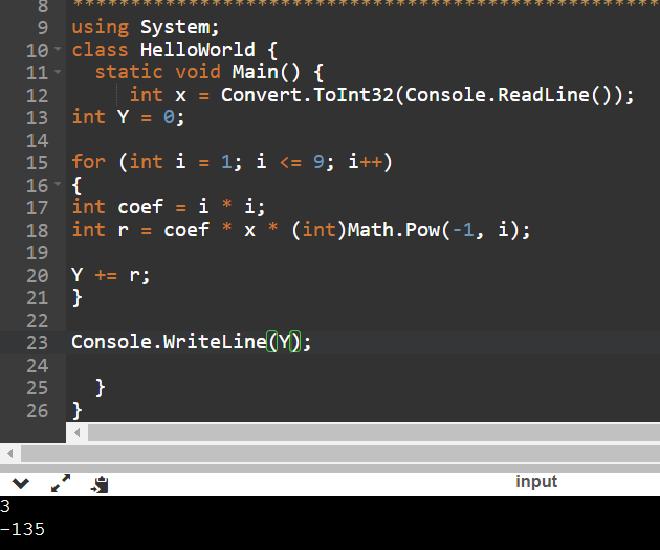 8 ******************************************************
9 using System;
10 class HelloWorld {
11 static void Main() {
12 int x = Convert.ToInt32(Console.ReadLine());
13 int Y = 0;
14
15 for (int i = 1; i <= 9; i++)
16 {
17 int coef = i * i;
18 int r = coef * x * (int)Math.Pow(-1, i);
19
20 Y += r;
21 }
22
23 Console.WriteLine(Y);
24
25 }
26 }
input
3
-135